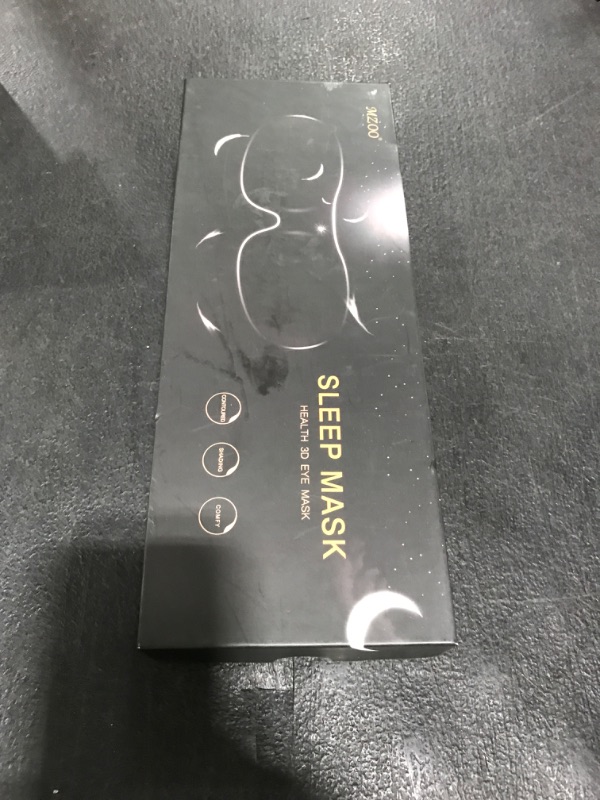 MZOO®
SLEEP MASK
HEALTH 3D EYE MASK
CONTOURED
SHADING
COMFY